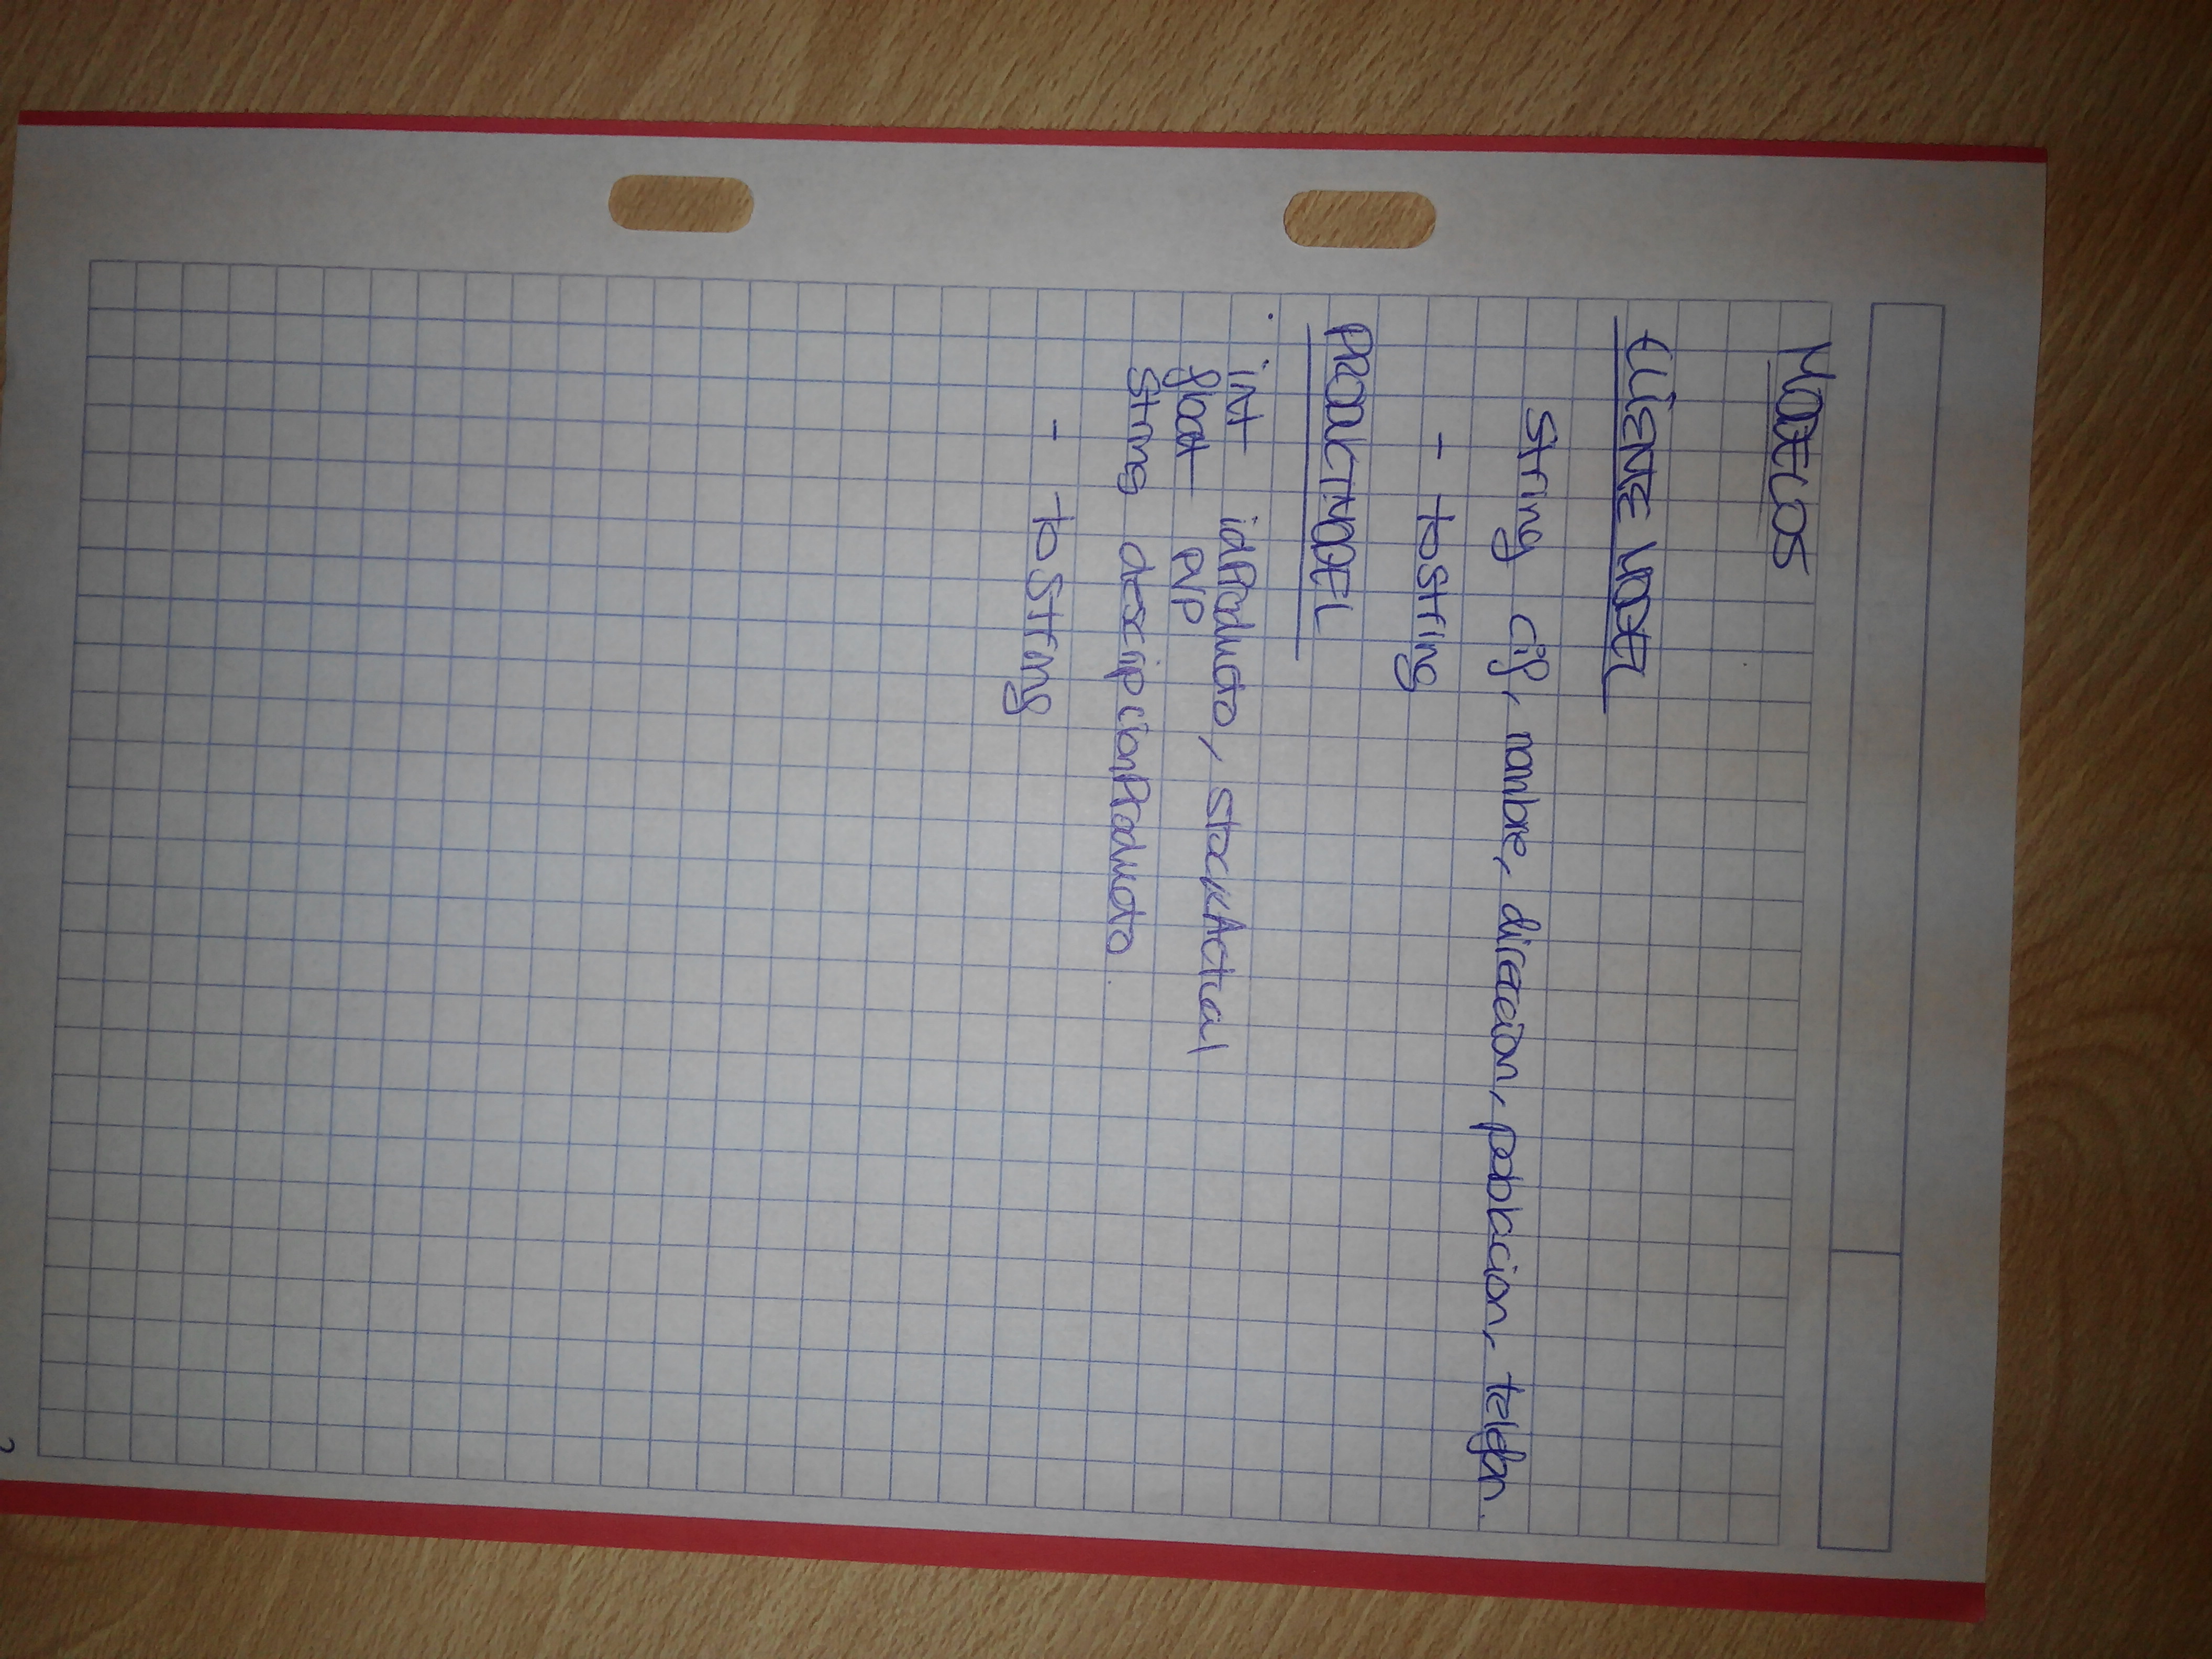 MODELOS
CLIENTE MODEL
String cif, nombre, direccion, poblacion, telefon.
- toString
PRODUCTMODEL
int idProducto, stockActual
float PVP
String descripcionProducto
- toString